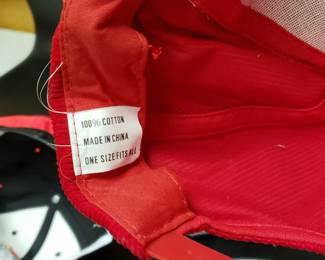 100% COTTON
MADE IN CHINA
ONE SIZE FITS ALL